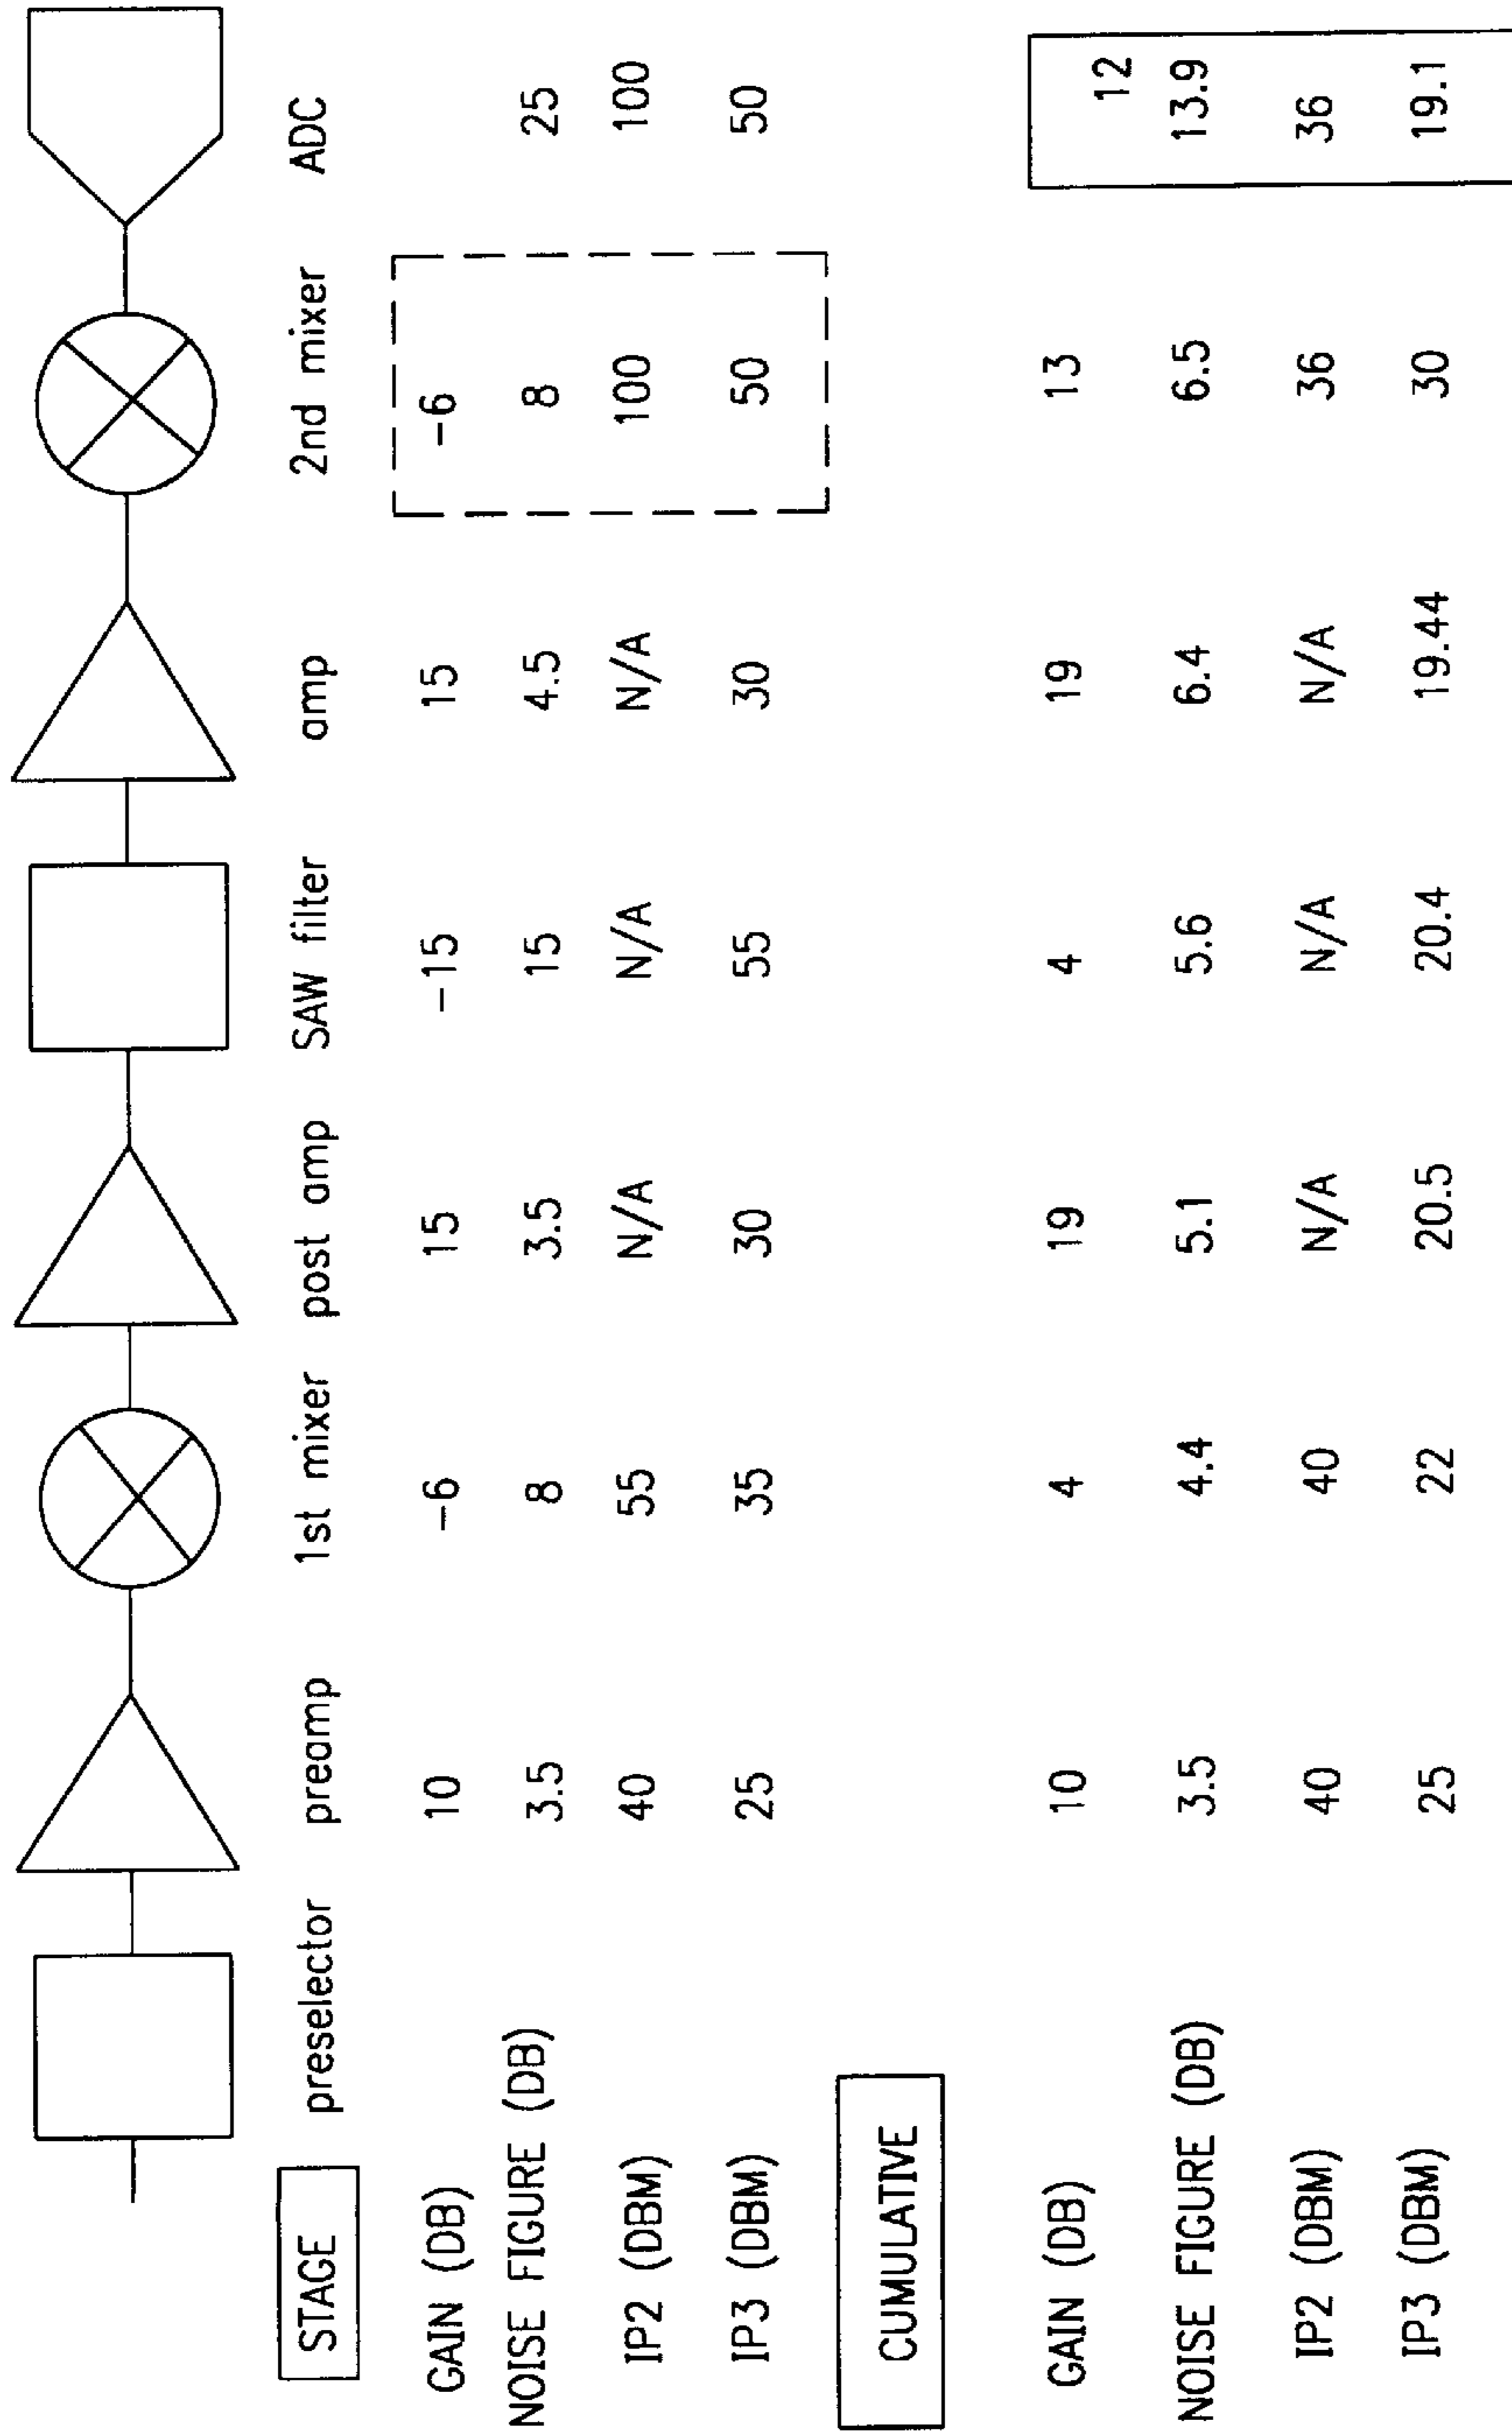 STAGE preselector preamp 1st mixer post amp SAW filter amp 2nd mixer ADC
GAIN (DB) 10 -6 15 -15 15 -6
NOISE FIGURE (DB) 3.5 8 3.5 15 4.5 8 25
IP2 (DBM) 40 55 N/A N/A N/A 100 100
IP3 (DBM) 25 35 30 55 30 50 50
CUMULATIVE
GAIN (DB) 10 4 19 4 19 13 12
NOISE FIGURE (DB) 3.5 4.4 5.1 5.6 6.4 6.5 13.9
IP2 (DBM) 40 40 N/A N/A N/A 36 36
IP3 (DBM) 25 22 20.5 20.4 19.44 30 19.1